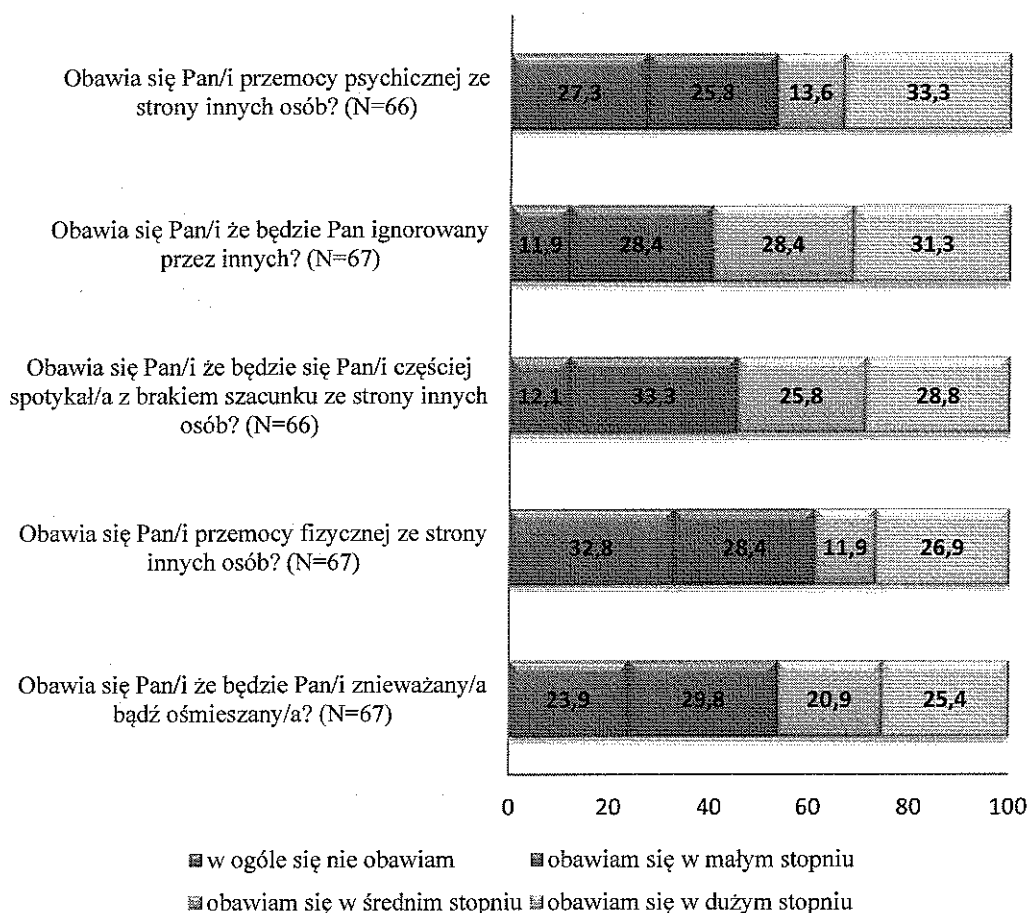 Obawia się Pan/i przemocy psychicznej ze
strony innych osób? (N=66)
27,3 25,8 13,6 33,3
Obawia się Pan/i że będzie Pan ignorowany
przez innych? (N=67)
11,9 28,4 28,4 31,3
Obawia się Pan/i że będzie się Pan/i częściej
spotykał/a z brakiem szacunku ze strony innych
osób? (N=66)
12,1 33,3 25,8 28,8
Obawia się Pan/i przemocy fizycznej ze strony
innych osób? (N=67)
32,8 28,4 11,9 26,9
Obawia się Pan/i że będzie Pan/i znieważany/a
bądź ośmieszany/a? (N=67)
23,9 29,8 20,9 25,4
0 20 40 60 80 100
w ogóle się nie obawiam obawiam się w małym stopniu
obawiam się w średnim stopniu obawiam się w dużym stopniu